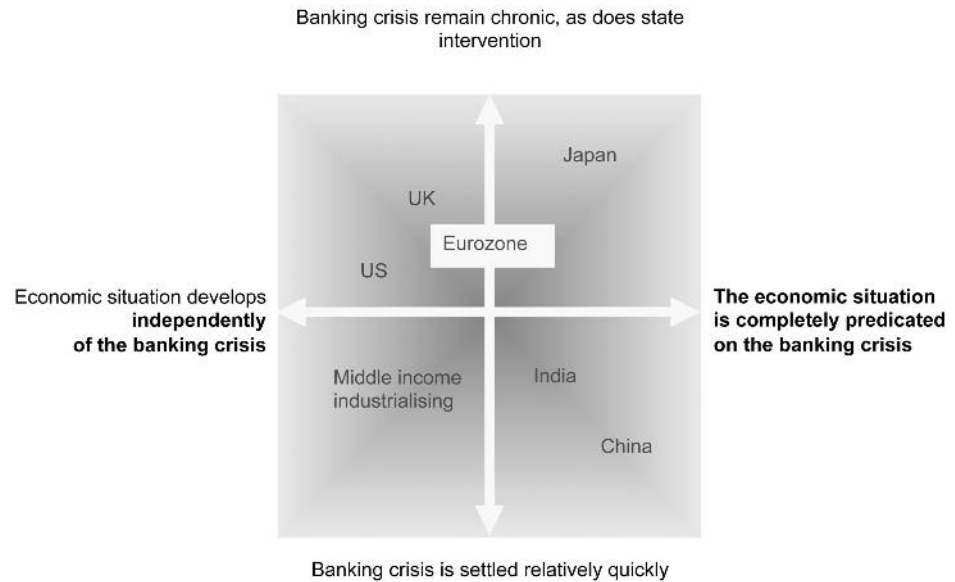 Banking crisis remain chronic, as does state
intervention
Japan
UK
Eurozone
US
Economic situation develops
independently
of the banking crisis
The economic situation
is completely predicated
on the banking crisis
Middle income
industrialising
India
China
Banking crisis is settled relatively quickly